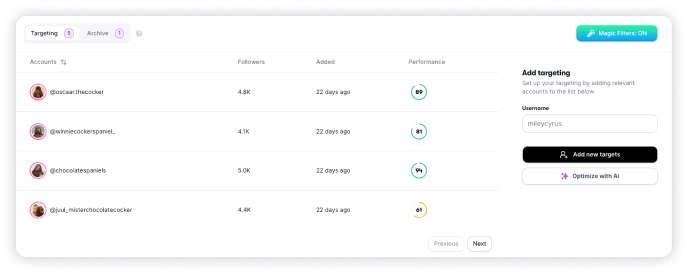 Targeting 5 Archive 1 ?
Magic Filters: ON
Accounts Followers Added Performance
@oscaar.thecocker 4.8K 22 days ago 89
@winniecockerspaniel_ 4.1K 22 days ago 81
@chocolatespaniels 5.0K 22 days ago 94
@juul_misterchocolatecocker 4.4K 22 days ago 61
Previous Next
Add targeting
Set up your targeting by adding relevant
accounts to the list below.
Username
mileycyrus
Add new targets
Optimize with AI